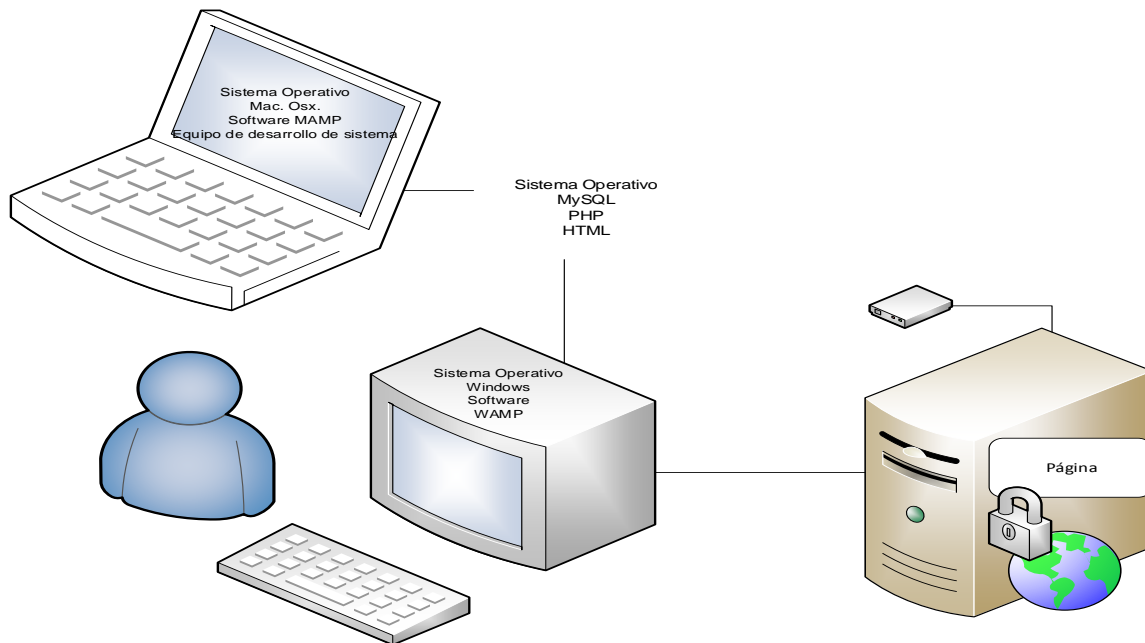 Sistema Operativo
Mac. Osx.
Software MAMP
Equipo de desarrollo de sistema
Sistema Operativo
MySQL
PHP
HTML
Sistema Operativo
Windows
Software
WAMP
Página